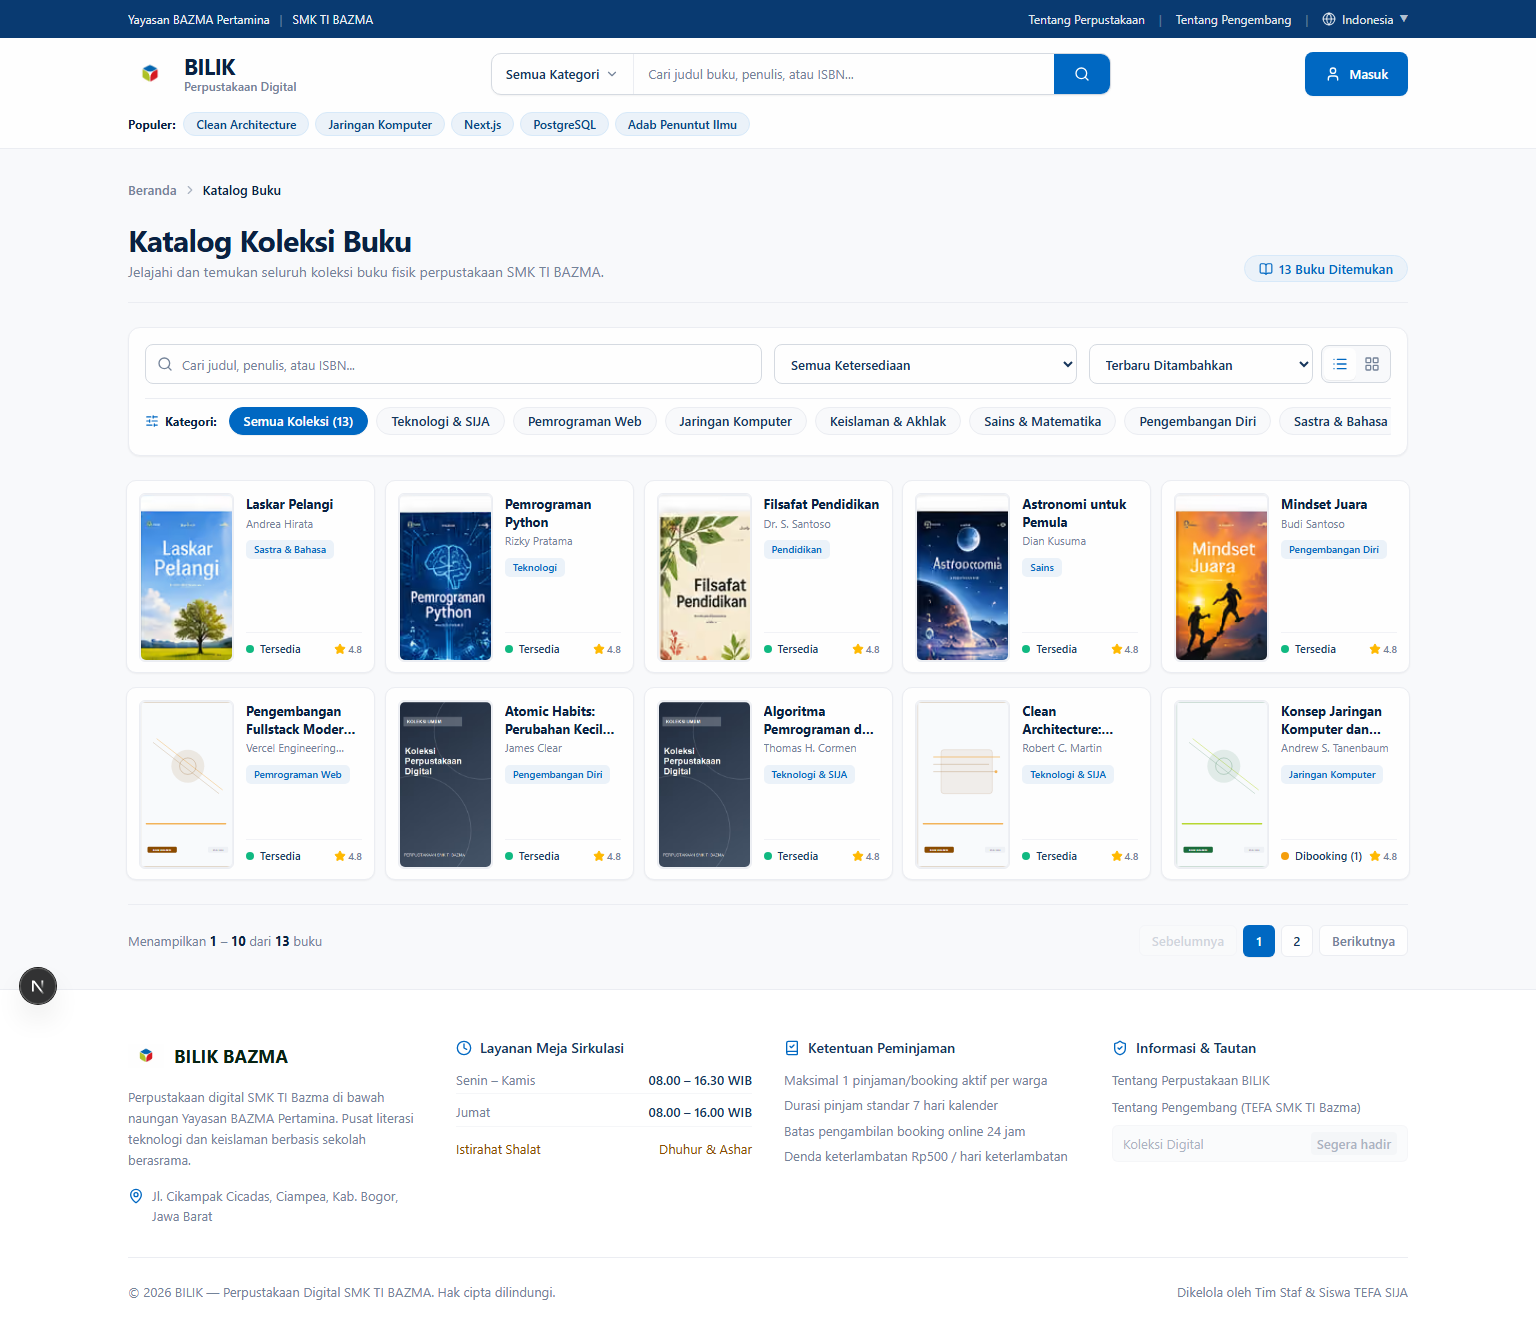 Yayasan BAZMA Pertamina | SMK TI BAZMA
Tentang Perpustakaan | Tentang Pengembang | Indonesia
BILIK
Perpustakaan Digital
Semua Kategori
Cari judul buku, penulis, atau ISBN...
Masuk
Populer: Clean Architecture Jaringan Komputer Next.js PostgreSQL Adab Penuntut Ilmu
Beranda > Katalog Buku
Katalog Koleksi Buku
Jelajahi dan temukan seluruh koleksi buku fisik perpustakaan SMK TI BAZMA.
13 Buku Ditemukan
Cari judul, penulis, atau ISBN...
Semua Ketersediaan
Terbaru Ditambahkan
Kategori: Semua Koleksi (13) Teknologi & SIJA Pemrograman Web Jaringan Komputer Keislaman & Akhlak Sains & Matematika Pengembangan Diri Sastra & Bahasa
Laskar
Pelangi
Laskar Pelangi
Andrea Hirata
Sastra & Bahasa
Tersedia 4.8
Pemrograman
Python
Pemrograman
Python
Rizky Pratama
Teknologi
Tersedia 4.8
Filsafat
Pendidikan
Filsafat Pendidikan
Dr. S. Santoso
Pendidikan
Tersedia 4.8
Astronomi untuk
Pemula
Dian Kusuma
Sains
Tersedia 4.8
Mindset
Juara
Mindset Juara
Budi Santoso
Pengembangan Diri
Tersedia 4.8
Pengembangan
Fullstack Moder...
Vercel Engineering...
Pemrograman Web
Tersedia 4.8
KOLEKSI UMUM
Koleksi
Perpustakaan
Digital
PERPUSTAKAAN SMK TI BAZMA
Atomic Habits:
Perubahan Kecil...
James Clear
Pengembangan Diri
Tersedia 4.8
KOLEKSI UMUM
Koleksi
Perpustakaan
Digital
PERPUSTAKAAN SMK TI BAZMA
Algoritma
Pemrograman d...
Thomas H. Cormen
Teknologi & SIJA
Tersedia 4.8
Clean
Architecture:...
Robert C. Martin
Teknologi & SIJA
Tersedia 4.8
Konsep Jaringan
Komputer dan...
Andrew S. Tanenbaum
Jaringan Komputer
Dibooking (1) 4.8
Menampilkan 1 – 10 dari 13 buku
Sebelumnya 1 2 Berikutnya
N
BILIK BAZMA
Perpustakaan digital SMK TI Bazma di bawah
naungan Yayasan BAZMA Pertamina. Pusat literasi
teknologi dan keislaman berbasis sekolah
berasrama.
Jl. Cikampak Cicadas, Ciampea, Kab. Bogor,
Jawa Barat
Layanan Meja Sirkulasi
Senin – Kamis 08.00 – 16.30 WIB
Jumat 08.00 – 16.00 WIB
Istirahat Shalat Dhuhur & Ashar
Ketentuan Peminjaman
Maksimal 1 pinjaman/booking aktif per warga
Durasi pinjam standar 7 hari kalender
Batas pengambilan booking online 24 jam
Denda keterlambatan Rp500 / hari keterlambatan
Informasi & Tautan
Tentang Perpustakaan BILIK
Tentang Pengembang (TEFA SMK TI Bazma)
Koleksi Digital Segera hadir
© 2026 BILIK — Perpustakaan Digital SMK TI BAZMA. Hak cipta dilindungi.
Dikelola oleh Tim Staf & Siswa TEFA SIJA